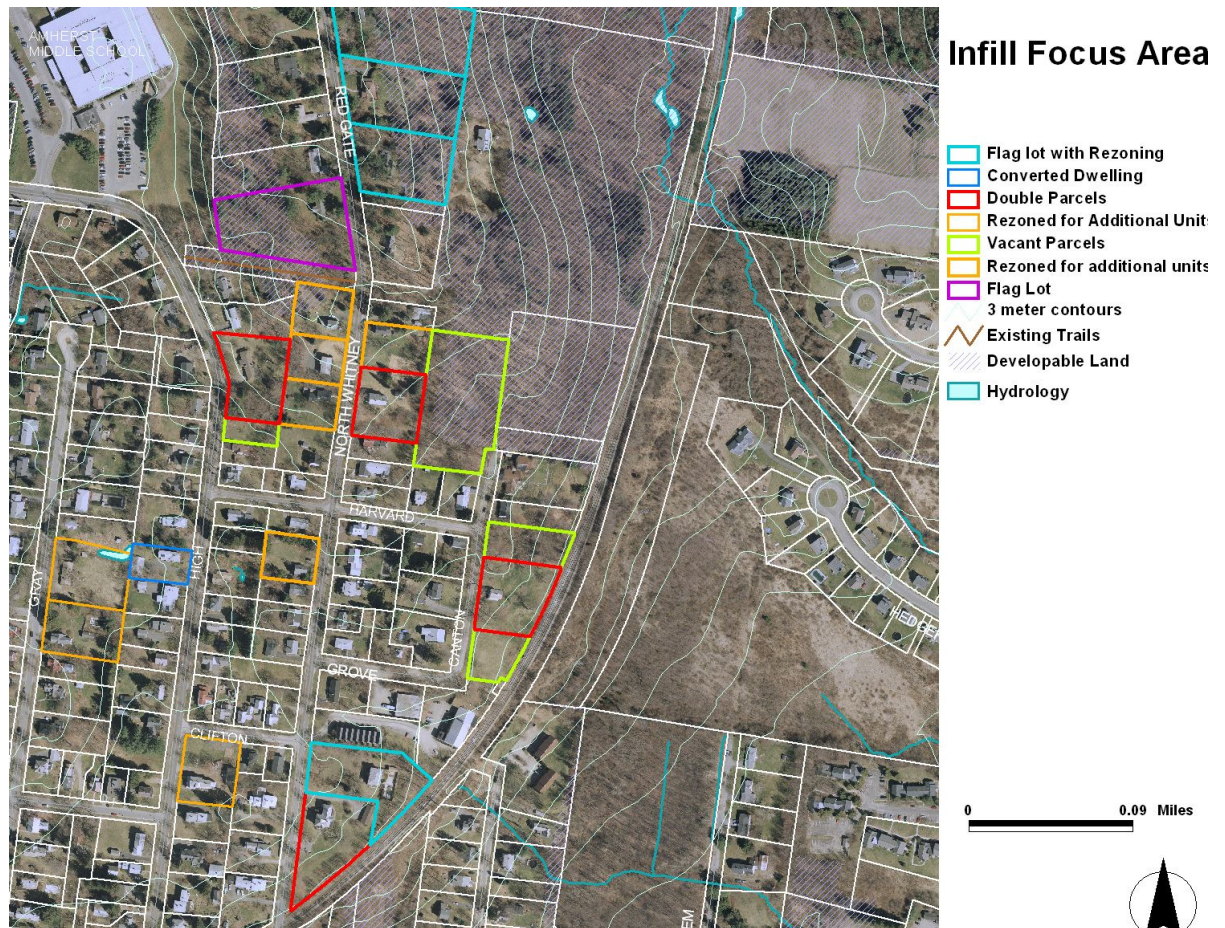 Infill Focus Area
AMHERST
MIDDLE SCHOOL
RED GATE
NORTH WHITNEY
HARVARD
HIGH
GRAY
CANTON
GROVE
CLIFTON
Flag lot with Rezoning
Converted Dwelling
Double Parcels
Rezoned for Additional Units
Vacant Parcels
Rezoned for additional units
Flag Lot
3 meter contours
Existing Trails
Developable Land
Hydrology
0 0.09 Miles